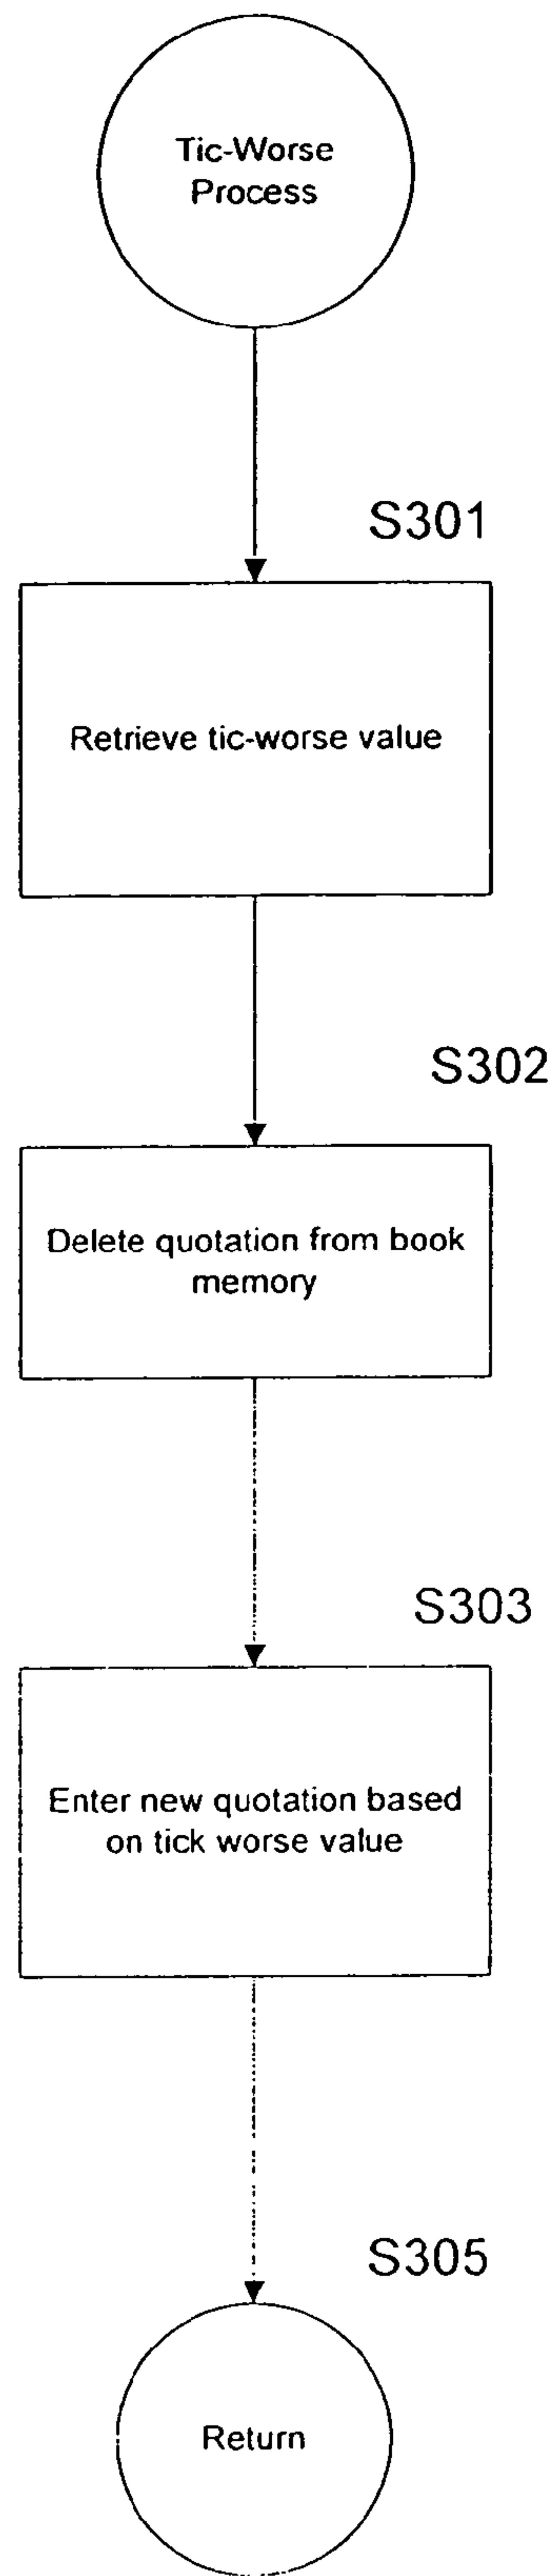 Tic-Worse
Process
S301
Retrieve tic-worse value
S302
Delete quotation from book
memory
S303
Enter new quotation based
on tick worse value
S305
Return